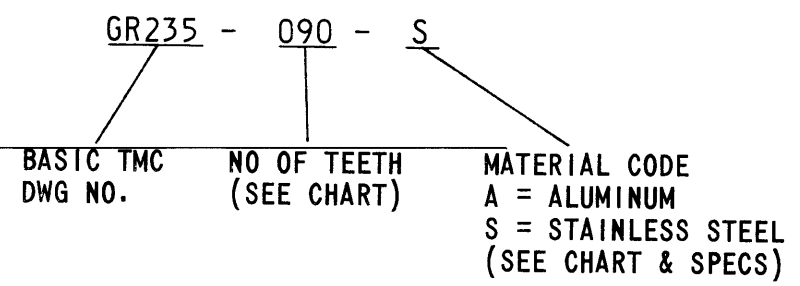 GR235 - 090 - S
BASIC TMC NO OF TEETH MATERIAL CODE
DWG NO. (SEE CHART) A = ALUMINUM
S = STAINLESS STEEL
(SEE CHART & SPECS)